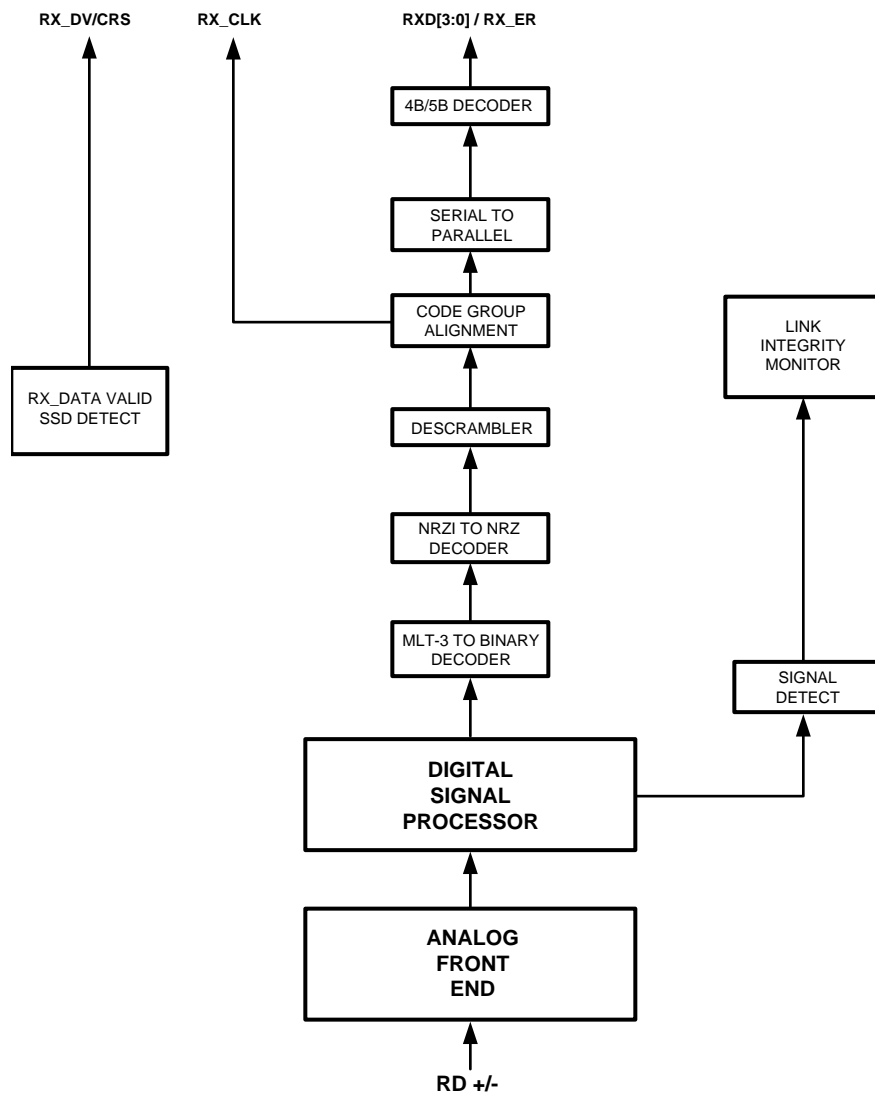 RX_DV/CRS
RX_CLK
RXD[3:0] / RX_ER
4B/5B DECODER
SERIAL TO
PARALLEL
CODE GROUP
ALIGNMENT
LINK
INTEGRITY
MONITOR
RX_DATA VALID
SSD DETECT
DESCRAMBLER
NRZI TO NRZ
DECODER
MLT-3 TO BINARY
DECODER
SIGNAL
DETECT
DIGITAL
SIGNAL
PROCESSOR
ANALOG
FRONT
END
RD +/-